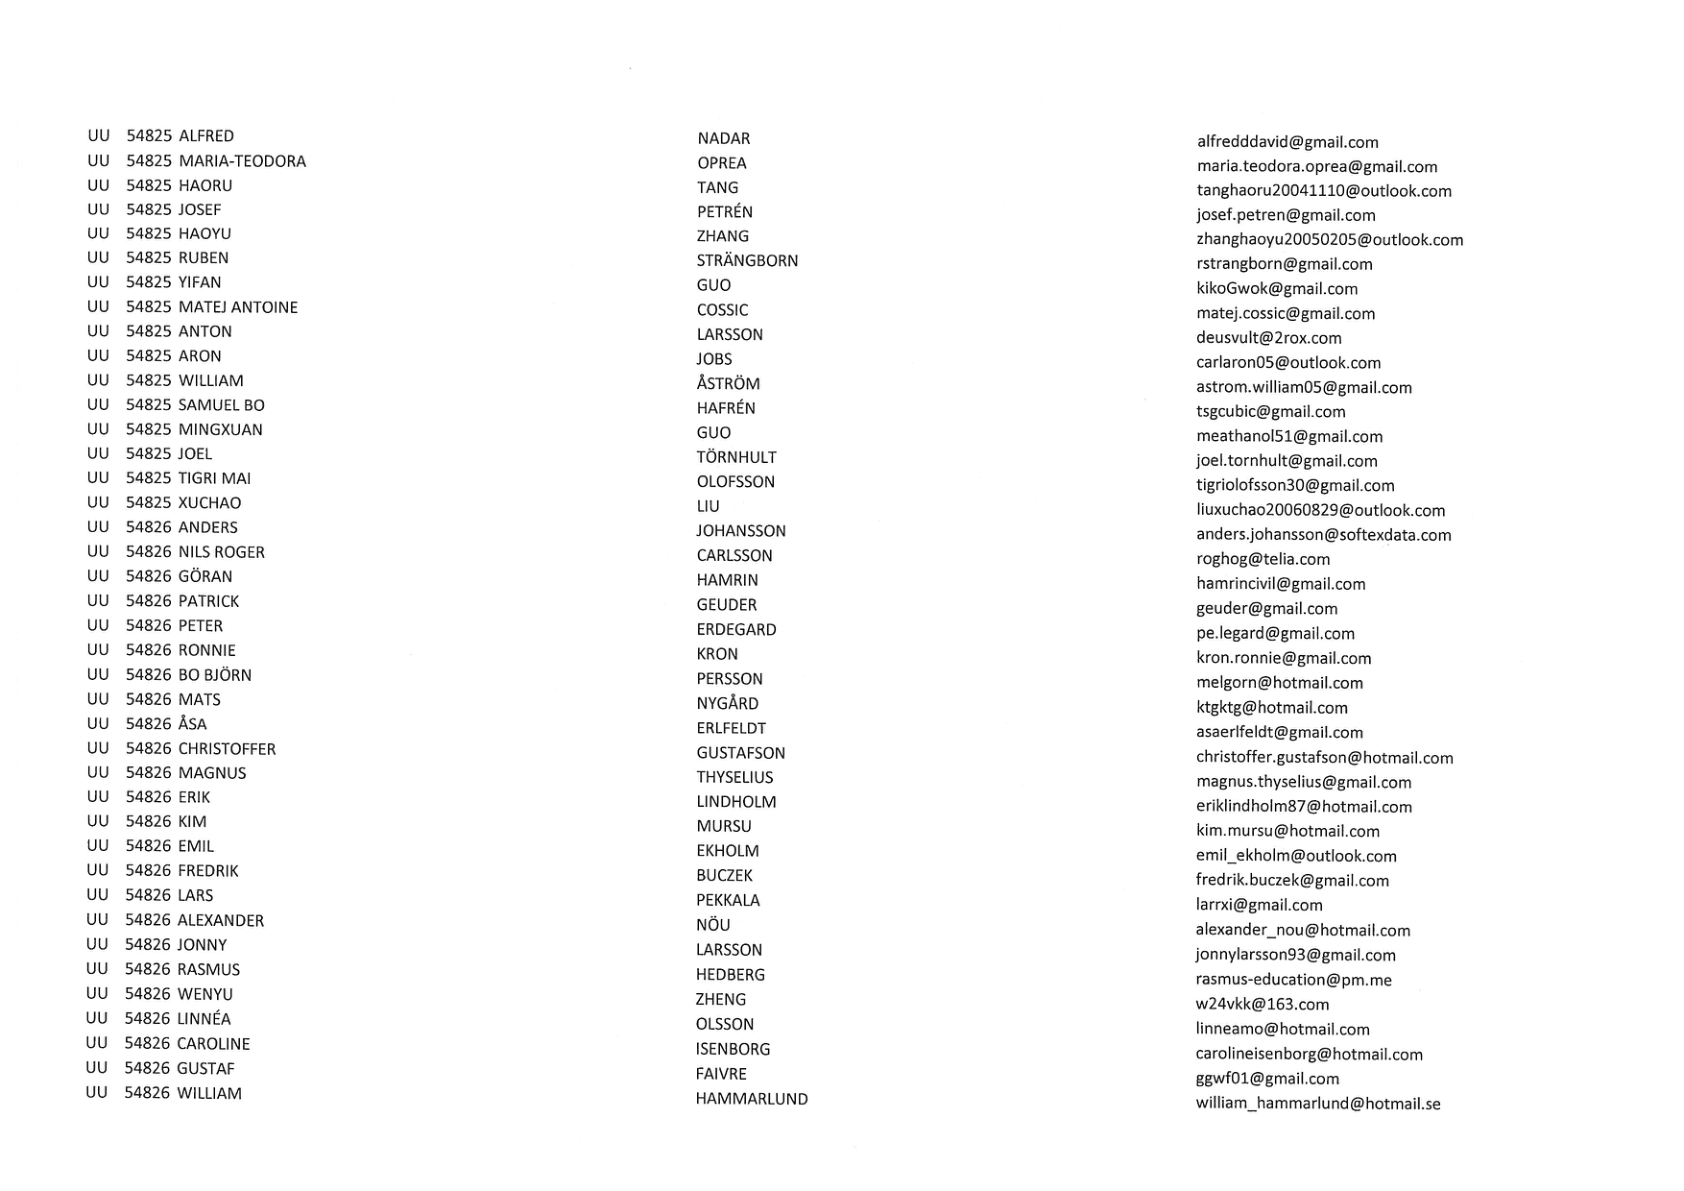 UU 54825 ALFRED NADAR alfredddavid@gmail.com
UU 54825 MARIA-TEODORA OPREA maria.teodora.oprea@gmail.com
UU 54825 HAORU TANG tanghaoru20041110@outlook.com
UU 54825 JOSEF PETRÉN josef.petren@gmail.com
UU 54825 HAOYU ZHANG zhanghaoyu20050205@outlook.com
UU 54825 RUBEN STRÄNGBORN rstrangborn@gmail.com
UU 54825 YIFAN GUO kikoGwok@gmail.com
UU 54825 MATEJ ANTOINE COSSIC matej.cossic@gmail.com
UU 54825 ANTON LARSSON deusvult@2rox.com
UU 54825 ARON JOBS carlaron05@outlook.com
UU 54825 WILLIAM ÅSTRÖM astrom.william05@gmail.com
UU 54825 SAMUEL BO HAFRÉN tsgcubic@gmail.com
UU 54825 MINGXUAN GUO meathanol51@gmail.com
UU 54825 JOEL TÖRNHULT joel.tornhult@gmail.com
UU 54825 TIGRI MAI OLOFSSON tigriolofsson30@gmail.com
UU 54825 XUCHAO LIU liuxuchao20060829@outlook.com
UU 54826 ANDERS JOHANSSON anders.johansson@softexdata.com
UU 54826 NILS ROGER CARLSSON roghog@telia.com
UU 54826 GÖRAN HAMRIN hamrincivil@gmail.com
UU 54826 PATRICK GEUDER geuder@gmail.com
UU 54826 PETER ERDEGARD pe.legard@gmail.com
UU 54826 RONNIE KRON kron.ronnie@gmail.com
UU 54826 BO BJÖRN PERSSON melgorn@hotmail.com
UU 54826 MATS NYGÅRD ktgktg@hotmail.com
UU 54826 ÅSA ERLFELDT asaerlfeldt@gmail.com
UU 54826 CHRISTOFFER GUSTAFSON christoffer.gustafson@hotmail.com
UU 54826 MAGNUS THYSELIUS magnus.thyselius@gmail.com
UU 54826 ERIK LINDHOLM eriklindholm87@hotmail.com
UU 54826 KIM MURSU kim.mursu@hotmail.com
UU 54826 EMIL EKHOLM emil_ekholm@outlook.com
UU 54826 FREDRIK BUCZEK fredrik.buczek@gmail.com
UU 54826 LARS PEKKALA larrxi@gmail.com
UU 54826 ALEXANDER NÖU alexander_nou@hotmail.com
UU 54826 JONNY LARSSON jonnylarsson93@gmail.com
UU 54826 RASMUS HEDBERG rasmus-education@pm.me
UU 54826 WENYU ZHENG w24vkk@163.com
UU 54826 LINNÉA OLSSON linneamo@hotmail.com
UU 54826 CAROLINE ISENBORG carolineisenborg@hotmail.com
UU 54826 GUSTAF FAIVRE ggwf01@gmail.com
UU 54826 WILLIAM HAMMARLUND william_hammarlund@hotmail.se